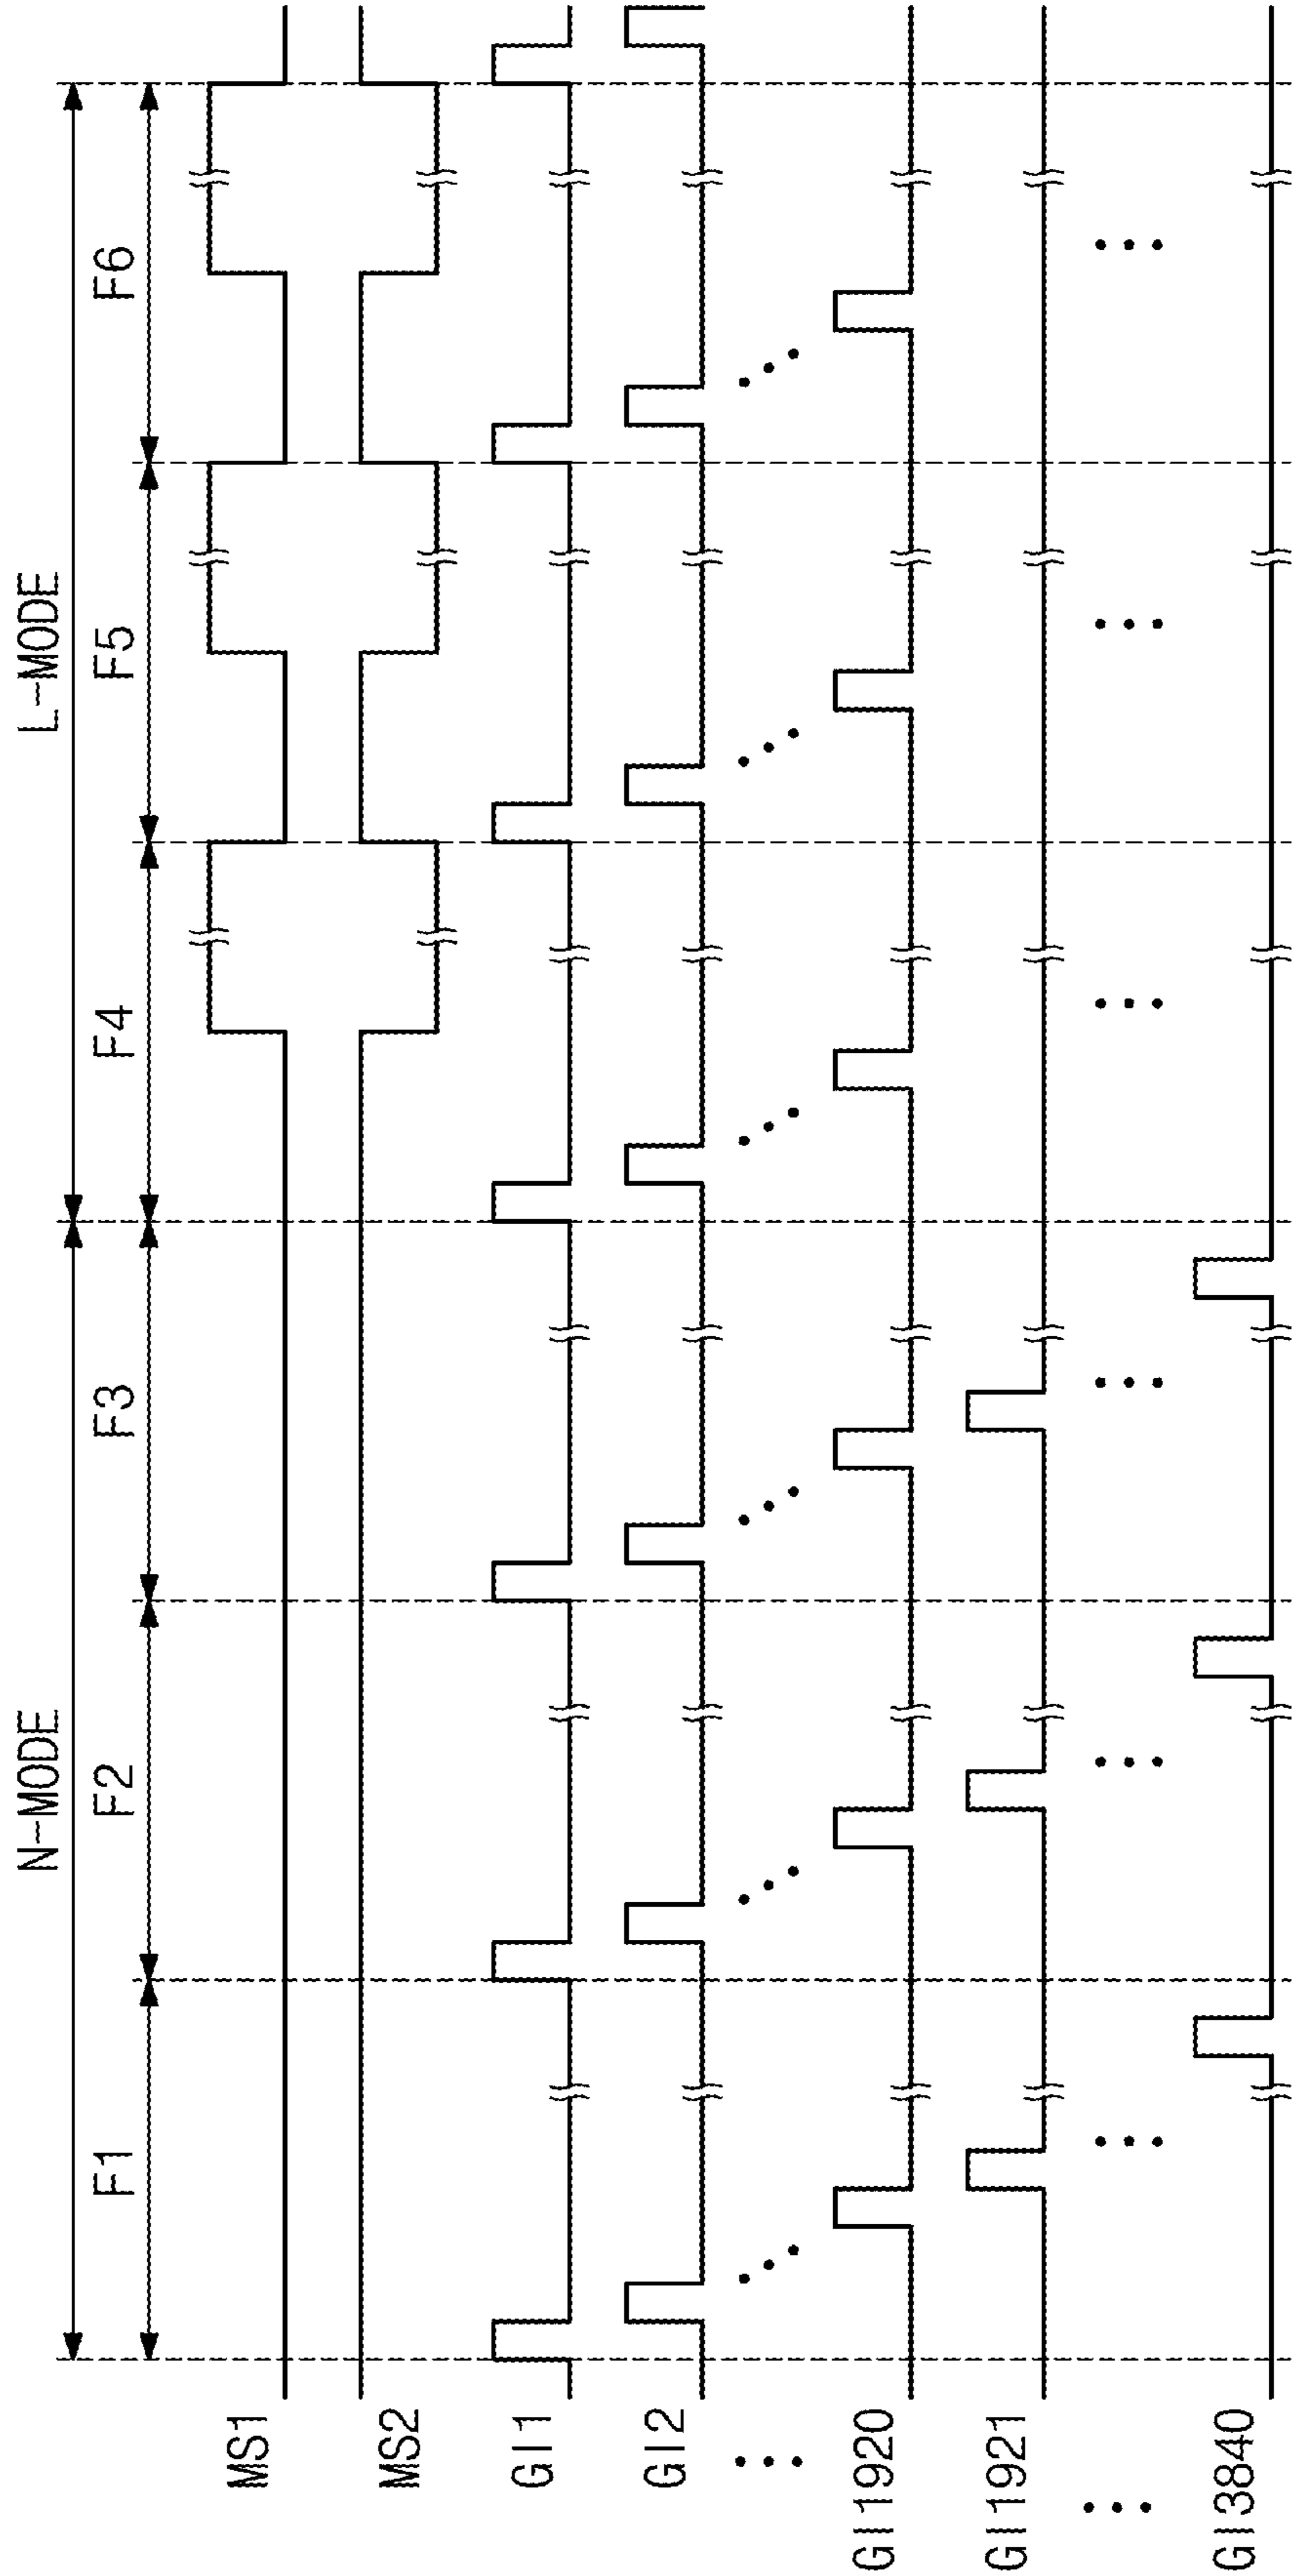 N-MODE
L-MODE
F1
F2
F3
F4
F5
F6
MS1
MS2
GI1
GI2
GI1920
GI1921
GI3840